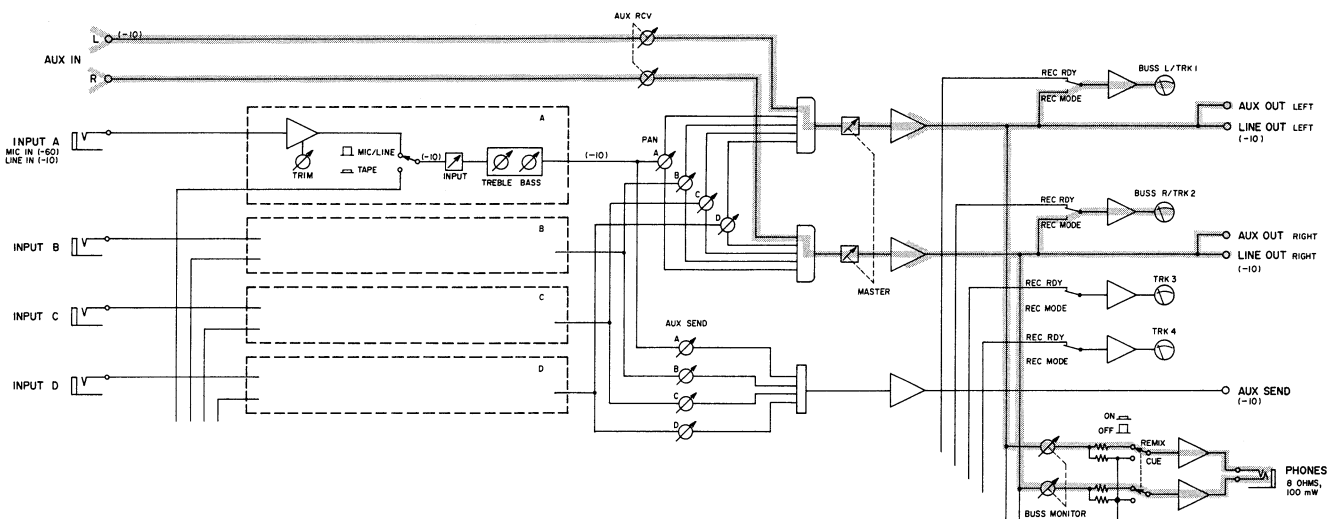 AUX RCV
L (-10)
AUX IN
R
BUSS L/TRK 1
REC RDY
REC MODE
AUX OUT LEFT
LINE OUT LEFT
(-10)
A
INPUT A
MIC IN (-60)
LINE IN (-10)
TRIM
MIC/LINE
TAPE
(-10)
INPUT
TREBLE BASS
(-10)
PAN
A
B
C
D
BUSS R/TRK 2
REC RDY
REC MODE
AUX OUT RIGHT
LINE OUT RIGHT
(-10)
INPUT B
B
MASTER
TRK 3
REC RDY
REC MODE
INPUT C
C
AUX SEND
A
B
C
D
TRK 4
REC RDY
REC MODE
INPUT D
D
AUX SEND
(-10)
ON
OFF
REMIX
CUE
PHONES
8 OHMS,
100 mW
BUSS MONITOR